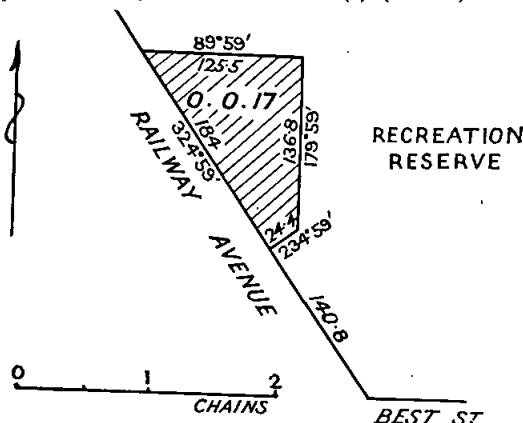 89°59′
125·5
0. 0. 17
184
324°59′
136·8
179°59′
RAILWAY
AVENUE
24·4
234°59′
RECREATION
RESERVE
140·8
0 1 2
CHAINS
BEST ST.